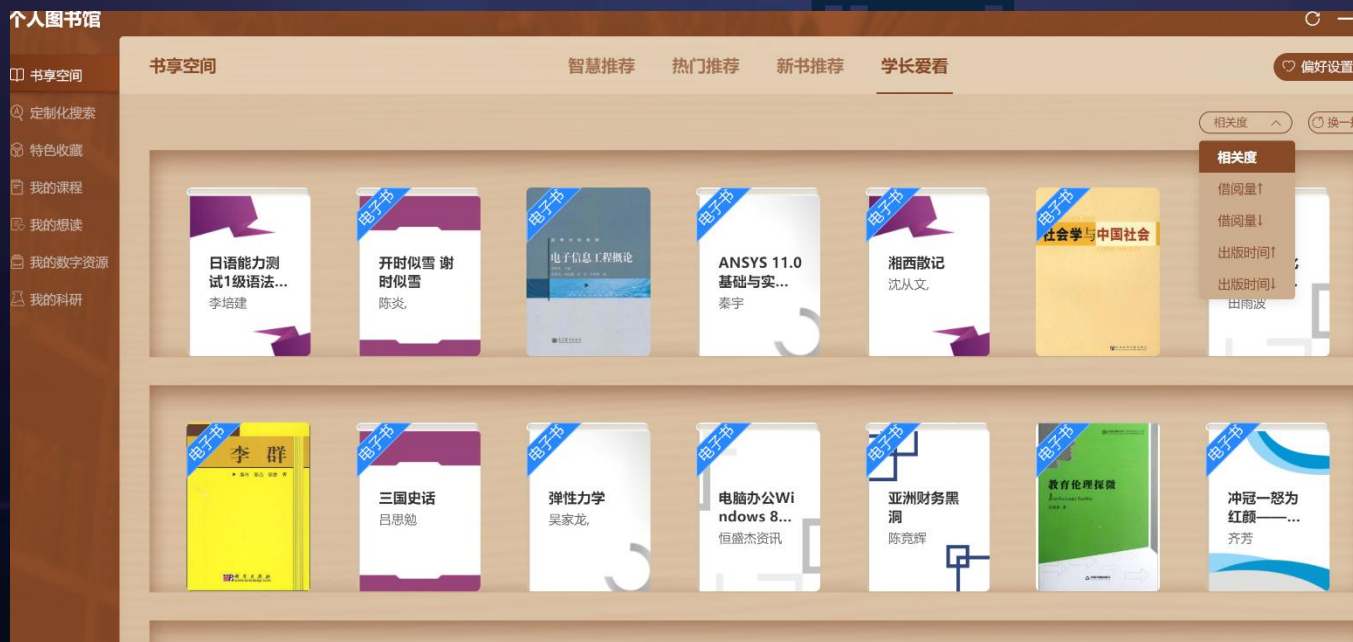 个人图书馆
书享空间
定制化搜索
特色收藏
我的课程
我的想读
我的数字资源
我的科研
书享空间
智慧推荐 热门推荐 新书推荐 学长爱看
偏好设置
相关度
换一
相关度
借阅量↑
借阅量↓
出版时间↑
出版时间↓
日语能力测
试1级语法...
李培建
电子书
开时似雪 谢
时似雪
陈炎,
电子书
电子信息工程概论
电子书
ANSYS 11.0
基础与实...
秦宇
电子书
湘西散记
沈从文,
电子书
社会学与中国社会
田雨波
电子书
李群
电子书
三国史话
吕思勉
电子书
弹性力学
吴家龙,
电子书
电脑办公Wi
ndows 8...
恒盛杰资讯
电子书
亚洲财务黑
洞
陈竞辉
电子书
教育伦理探微
电子书
冲冠一怒为
红颜——...
齐芳